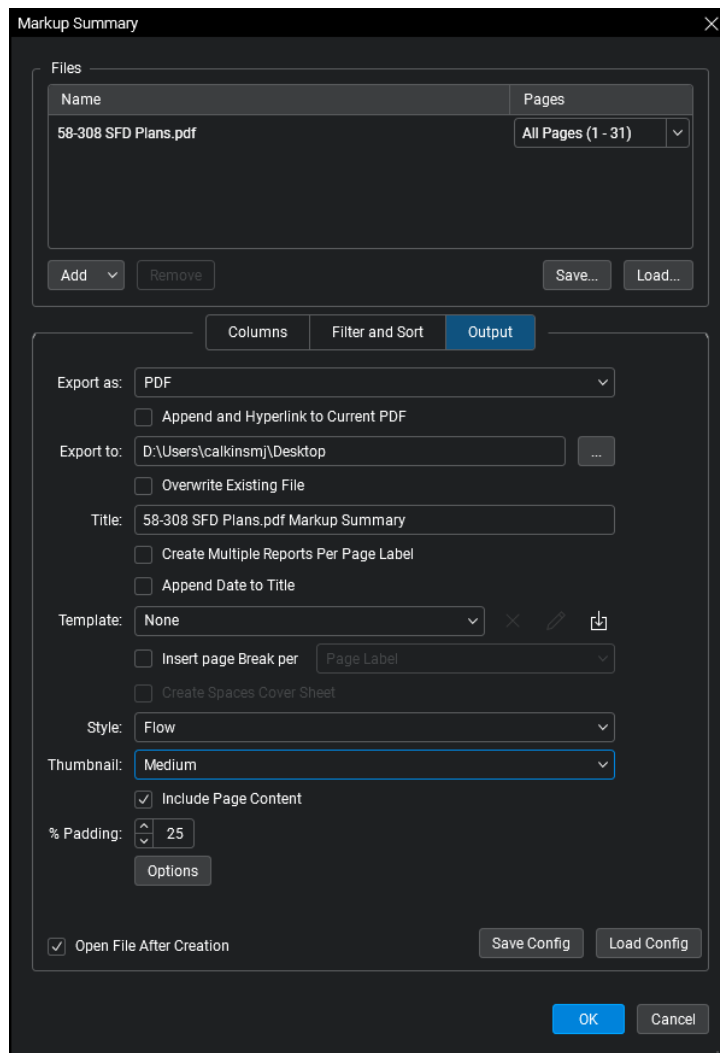 Markup Summary
Files
Name Pages
58-308 SFD Plans.pdf All Pages (1 - 31)
Add Remove Save... Load...
Columns Filter and Sort Output
Export as: PDF
Append and Hyperlink to Current PDF
Export to: D:\Users\calkinsmj\Desktop ...
Overwrite Existing File
Title: 58-308 SFD Plans.pdf Markup Summary
Create Multiple Reports Per Page Label
Append Date to Title
Template: None
Insert page Break per Page Label
Create Spaces Cover Sheet
Style: Flow
Thumbnail: Medium
Include Page Content
% Padding: 25
Options
Open File After Creation Save Config Load Config
OK Cancel